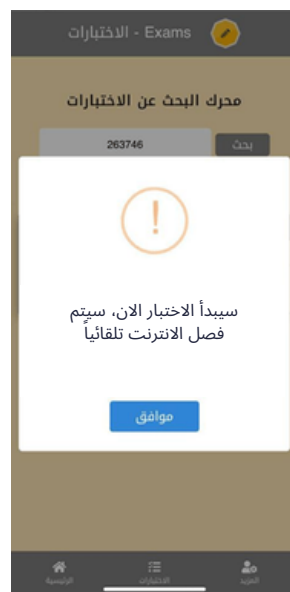 الاختبارات - Exams
محرك البحث عن الاختبارات
263746
بحث
!
سيبدأ الاختبار الان، سيتم
فصل الانترنت تلقائياً
موافق
الرئيسية
الاختبارات
المزيد